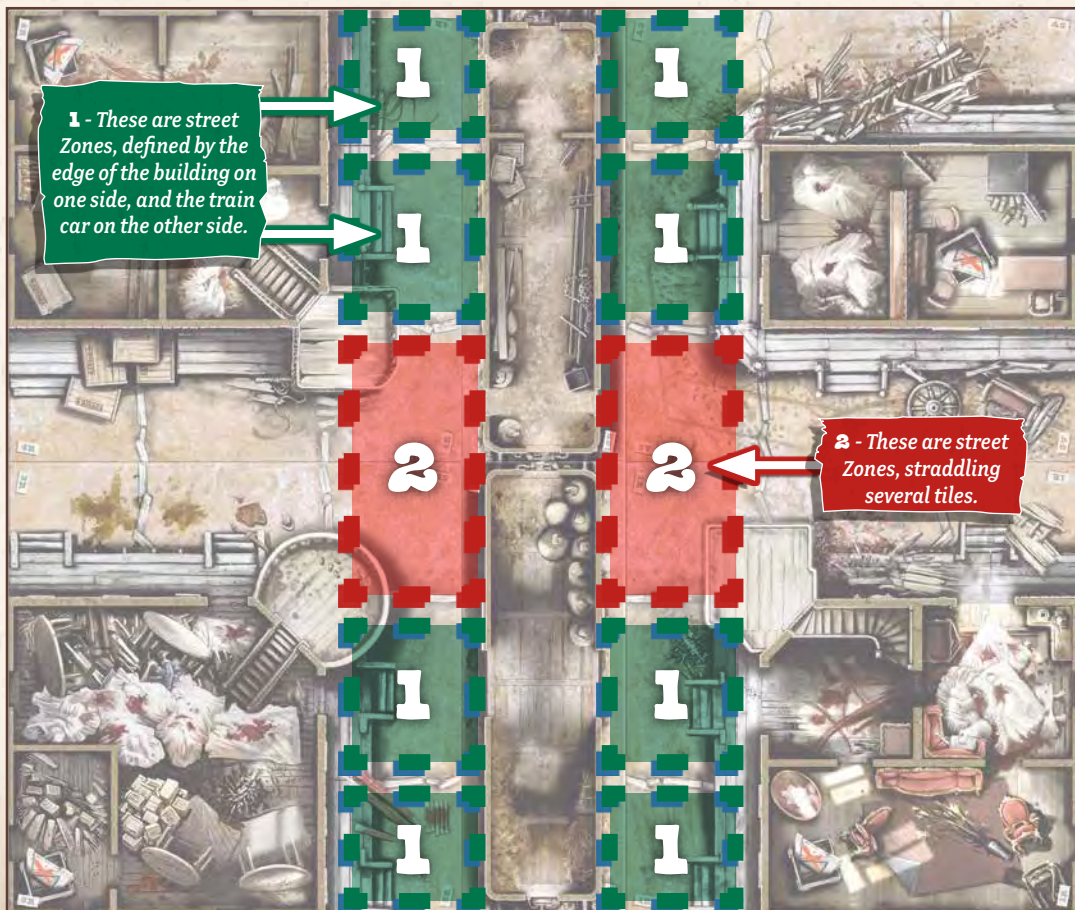 1
1
1 - These are street
Zones, defined by the
edge of the building on
one side, and the train
car on the other side.
1
1
2
2
2 - These are street
Zones, straddling
several tiles.
1
1
1
1